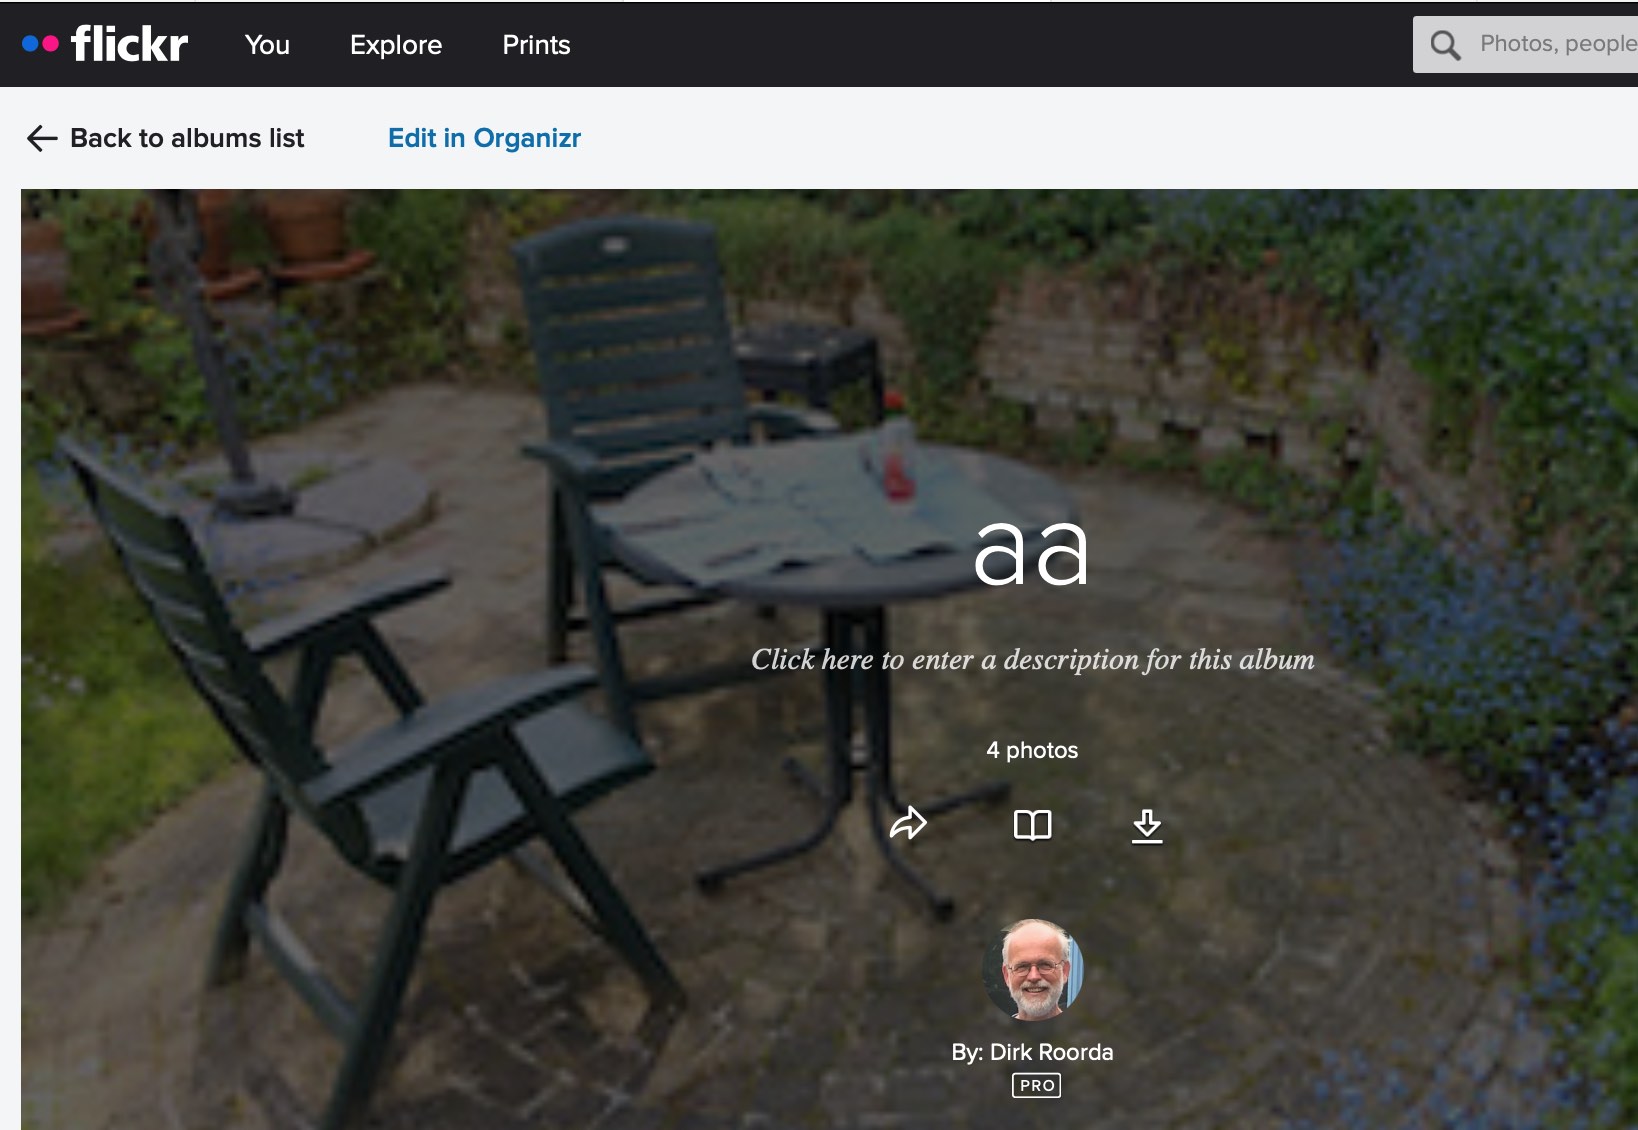 flickr You Explore Prints Photos, people
Back to albums list Edit in Organizr
aa
Click here to enter a description for this album
4 photos
By: Dirk Roorda
PRO